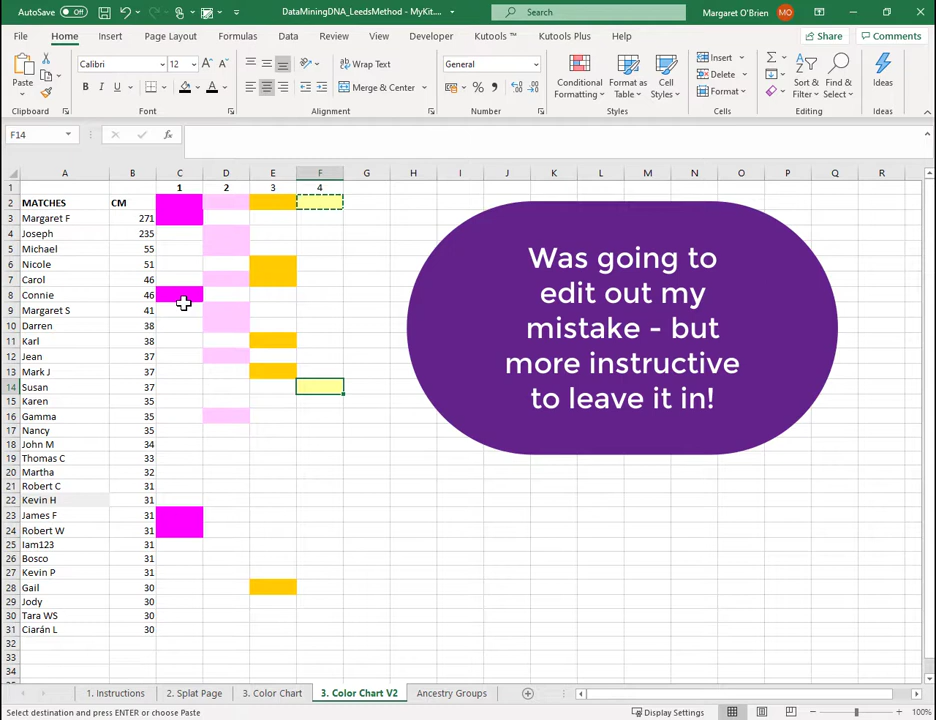 AutoSave Off DataMiningDNA_LeedsMethod - MyKit.... Search Margaret O'Brien MO
File Home Insert Page Layout Formulas Data Review View Developer Kutools ™ Kutools Plus Help Share Comments
Paste Calibri 12 Wrap Text General Conditional Formatting Format as Table Cell Styles Insert Sort & Filter Find & Select Ideas
B I U Merge & Center $ % Delete
Format
Clipboard Font Alignment Number Styles Cells Editing Ideas
F14 fx
A B C D E F G H I J K L M N O P Q R
1 1 2 3 4
2 MATCHES CM
3 Margaret F 271
4 Joseph 235
5 Michael 55
6 Nicole 51
7 Carol 46
8 Connie 46
9 Margaret S 41
10 Darren 38
11 Karl 38
12 Jean 37
13 Mark J 37
14 Susan 37
15 Karen 35
16 Gamma 35
17 Nancy 35
18 John M 34
19 Thomas C 33
20 Martha 32
21 Robert C 31
22 Kevin H 31
23 James F 31
24 Robert W 31
25 Iam123 31
26 Bosco 31
27 Kevin P 31
28 Gail 30
29 Jody 30
30 Tara WS 30
31 Ciarán L 30
32
33
34
Was going to
edit out my
mistake - but
more instructive
to leave it in!
1. Instructions 2. Splat Page 3. Color Chart 3. Color Chart V2 Ancestry Groups
Select destination and press ENTER or choose Paste Display Settings 100%